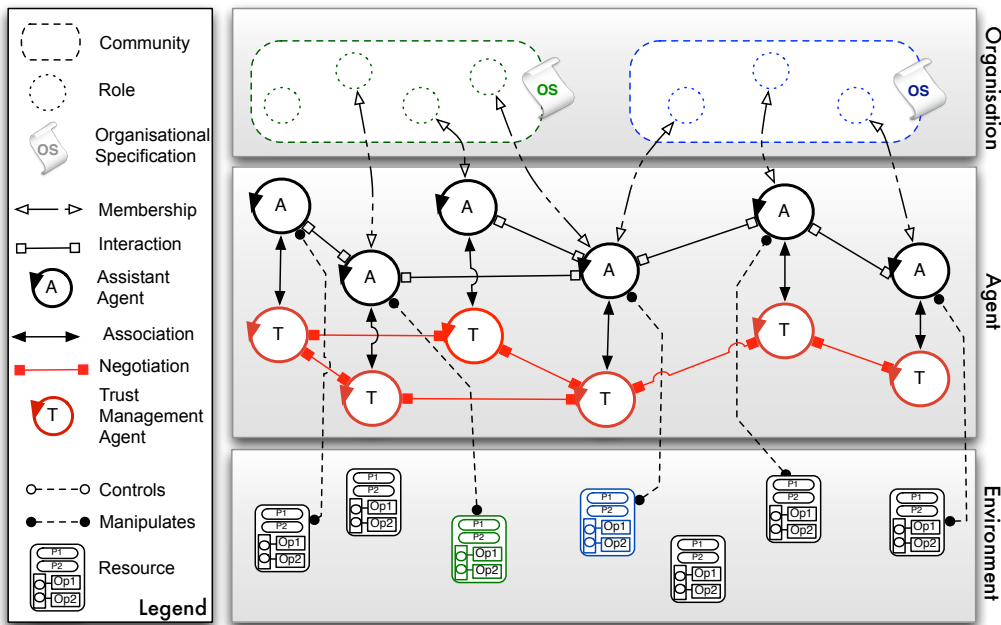 Community
Role
OS
Organisational
Specification
Membership
Interaction
A
Assistant
Agent
Association
Negotiation
T
Trust
Management
Agent
Controls
Manipulates
P1
P2
Op1
Op2
Resource
Legend
OS
OS
Organisation
A
A
A
A
A
A
T
T
T
T
T
T
Agent
P1
P2
Op1
Op2
P1
P2
Op1
Op2
P1
P2
Op1
Op2
P1
P2
Op1
Op2
P1
P2
Op1
Op2
P1
P2
Op1
Op2
P1
P2
Op1
Op2
Environment